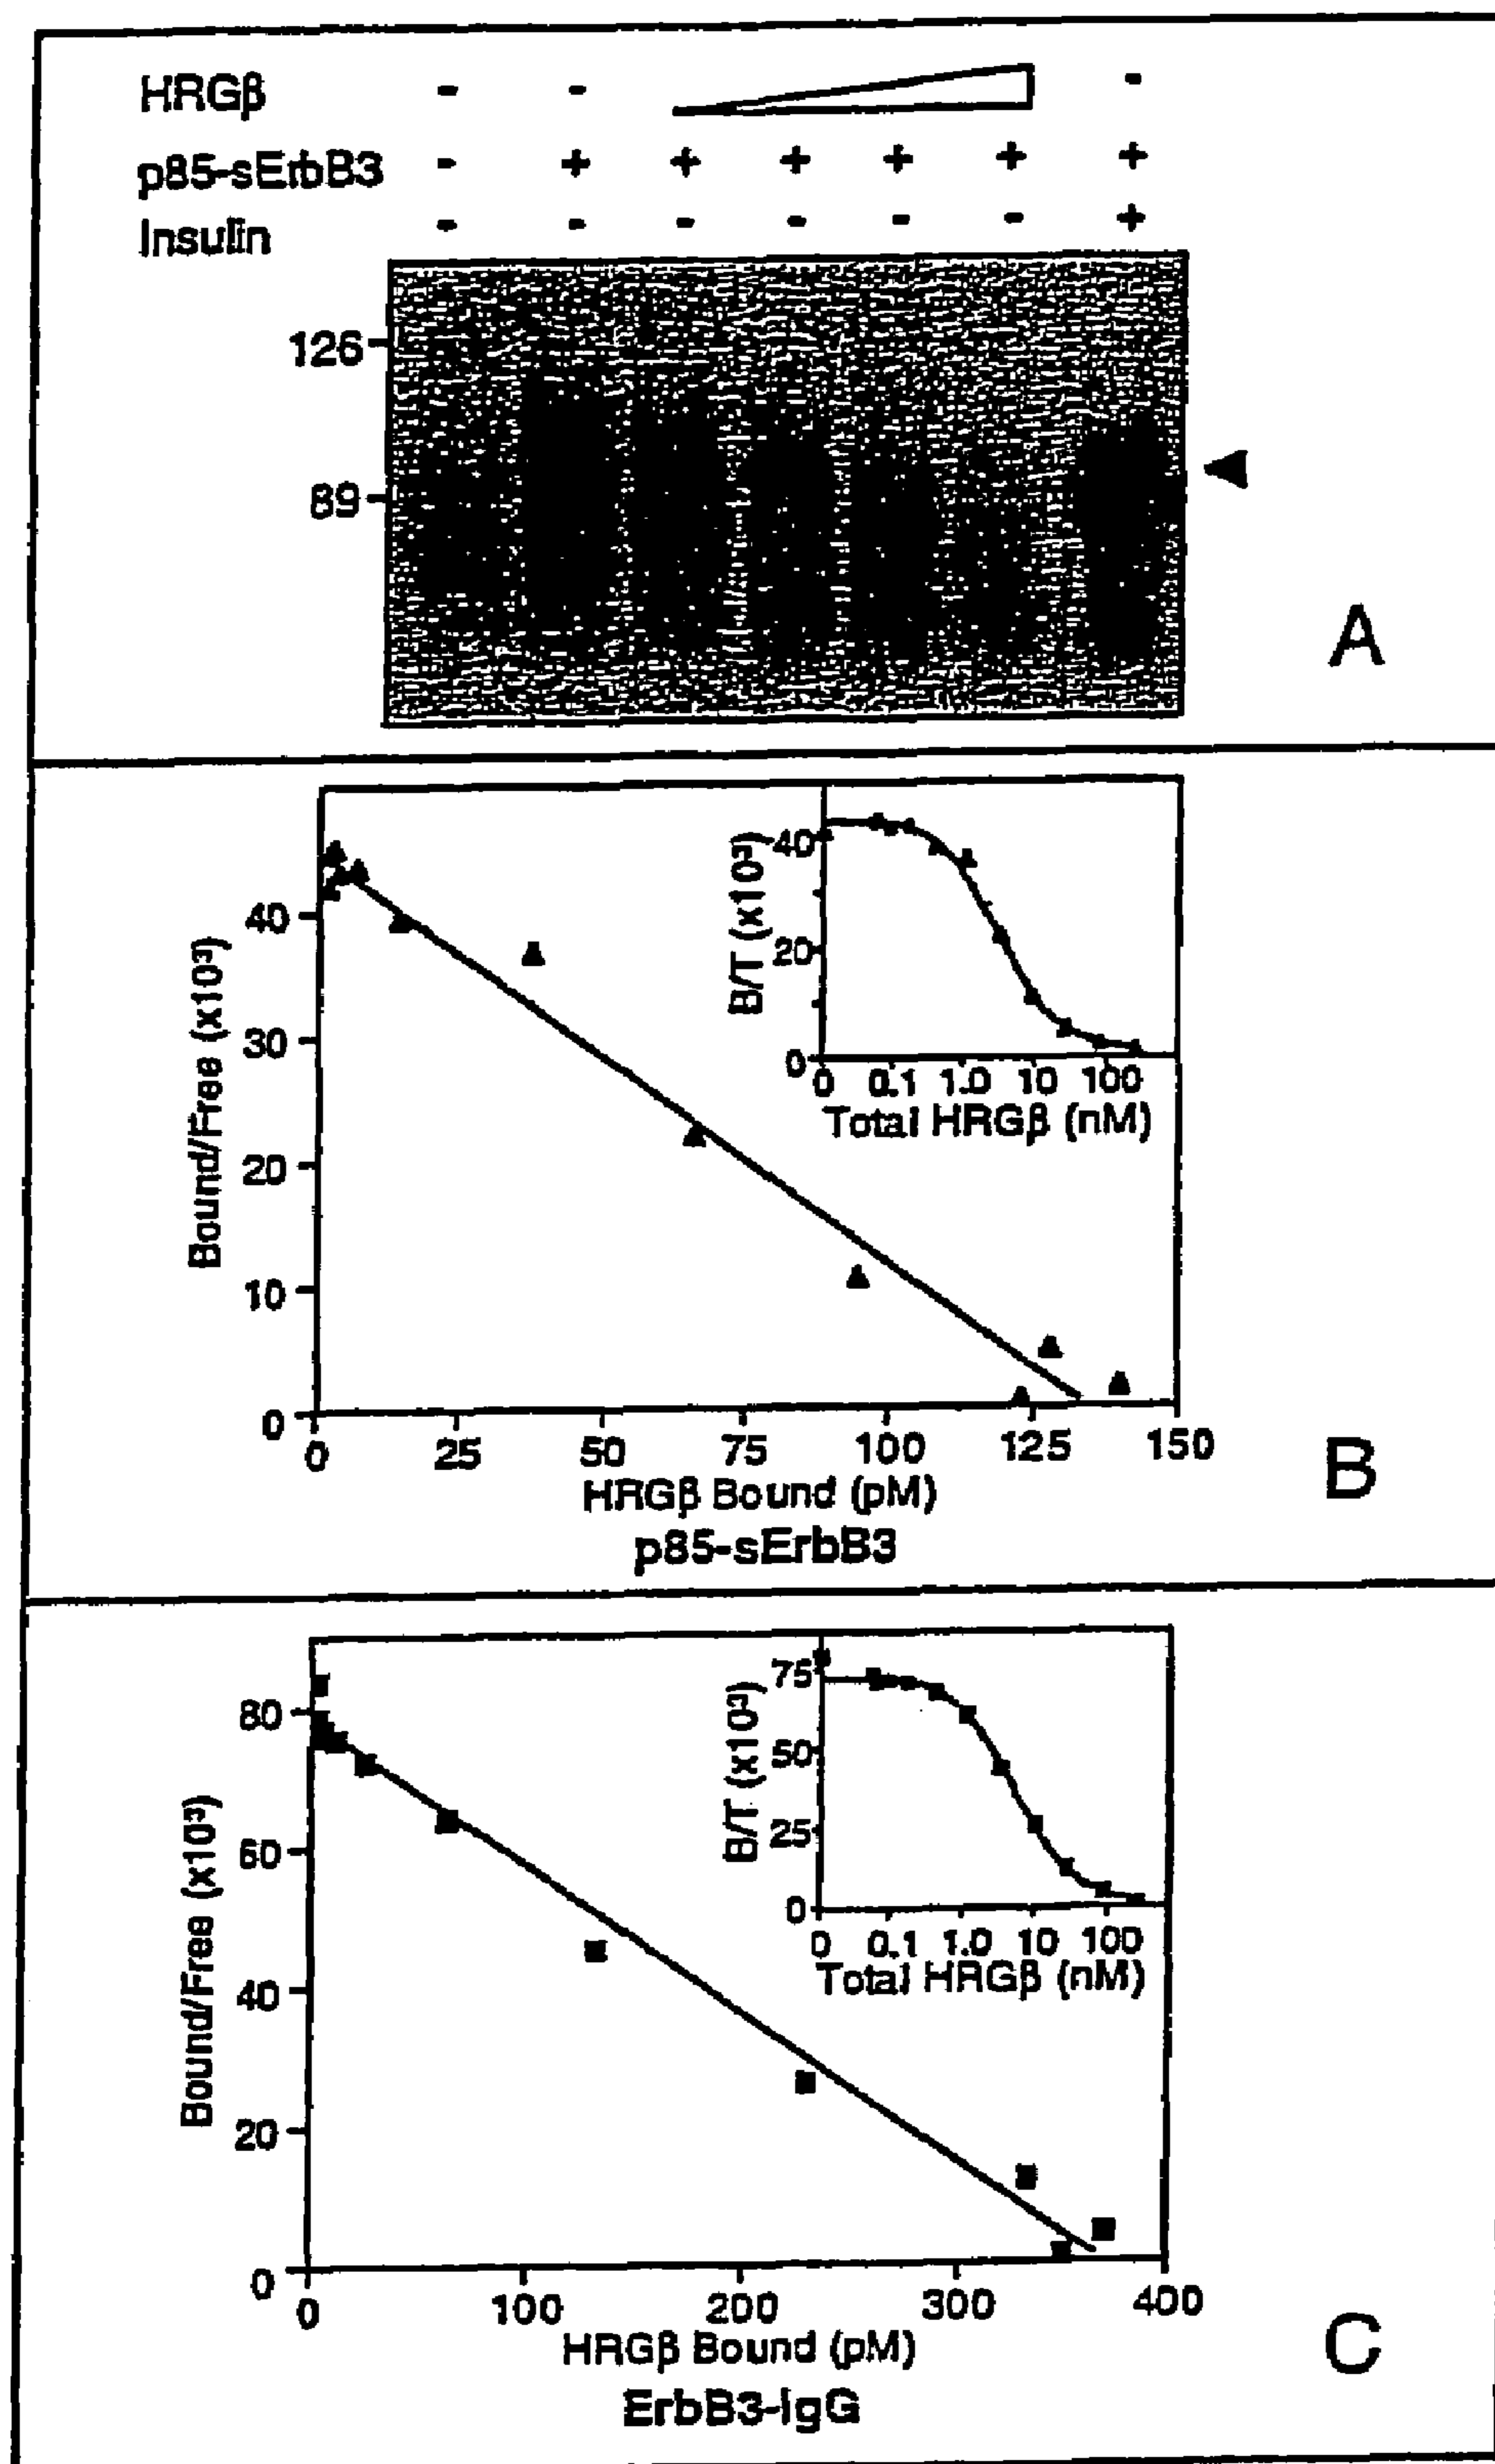 HRGβ - - -
p85-sErbB3 - + + + + + +
Insulin - - - - - - +
126
89
A
Bound/Free (x10³)
40
30
20
10
0
0 25 50 75 100 125 150
HRGβ Bound (pM)
p85-sErbB3
B/T (x10³)
40
20
0
0 0.1 1.0 10 100
Total HRGβ (nM)
B
Bound/Free (x10³)
80
60
40
20
0
0 100 200 300 400
HRGβ Bound (pM)
ErbB3-IgG
B/T (x10³)
75
50
25
0
0 0.1 1.0 10 100
Total HRGβ (nM)
C